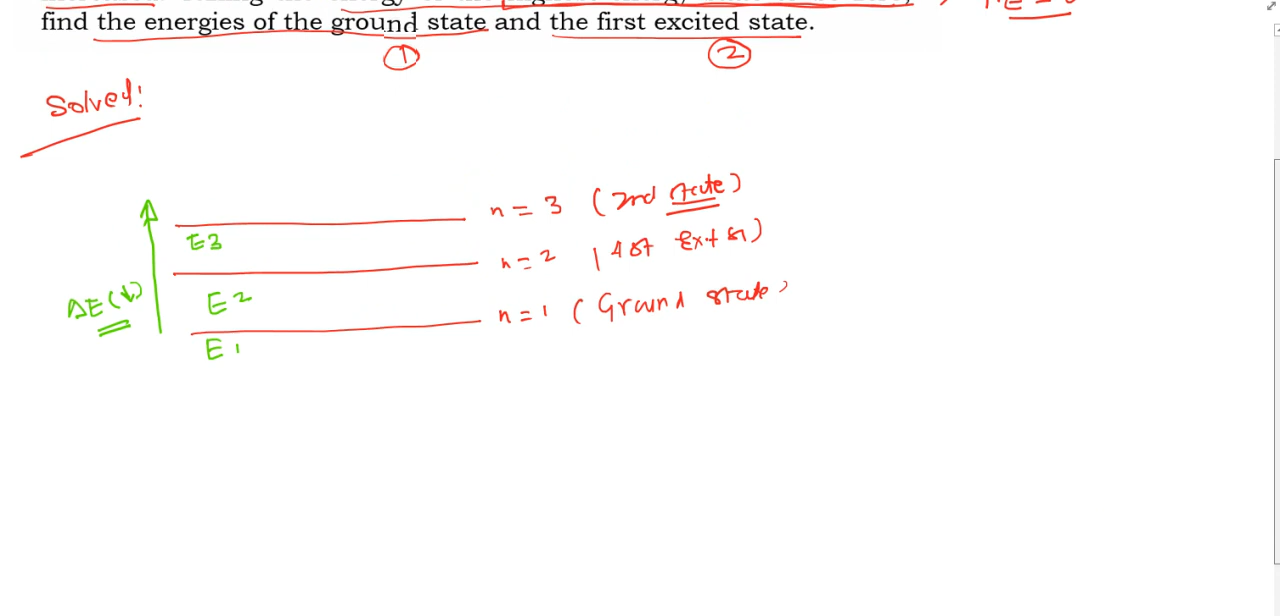 find the energies of the ground state and the first excited state.
1 2
Solved!
n = 3 (2nd state)
E3
n = 2 (1st Ext st)
ΔE(↓)
E2
n = 1 (Ground state)
E1